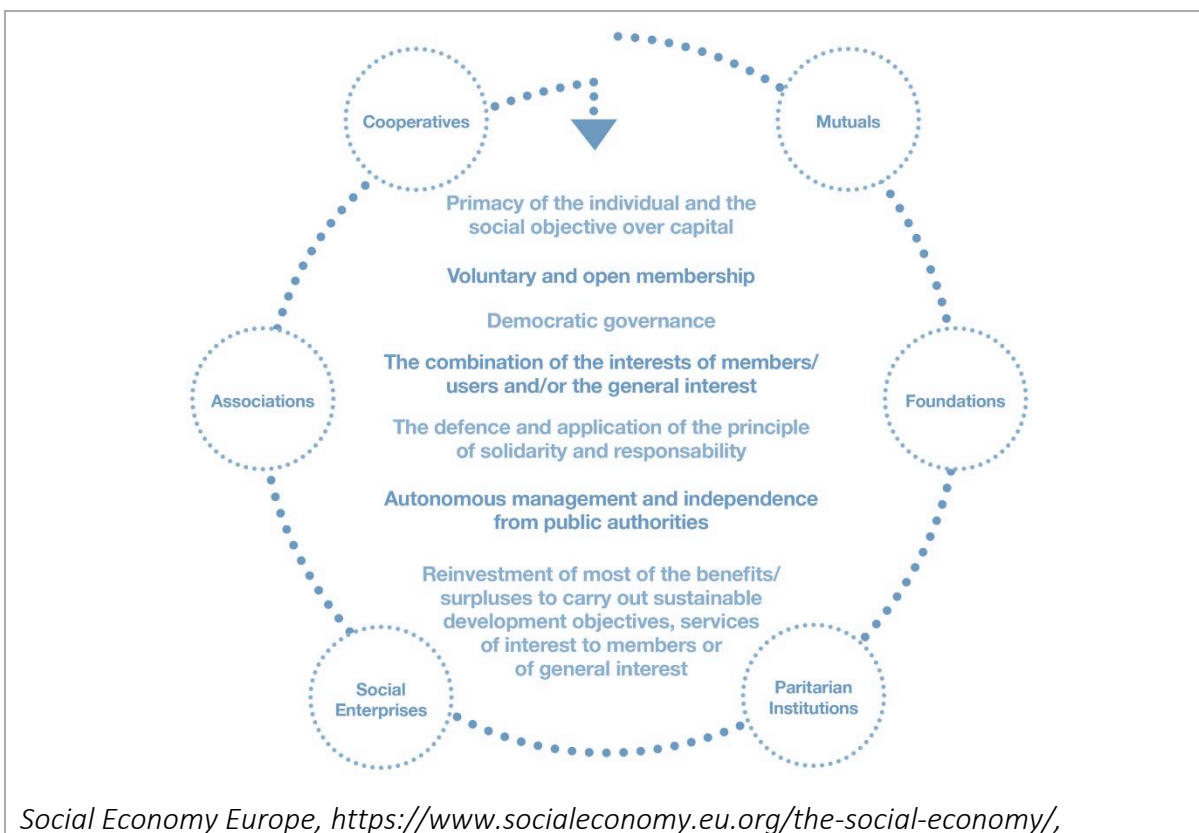 Cooperatives
Mutuals
Primacy of the individual and the
social objective over capital
Voluntary and open membership
Democratic governance
The combination of the interests of members/
users and/or the general interest
Associations
Foundations
The defence and application of the principle
of solidarity and responsability
Autonomous management and independence
from public authorities
Reinvestment of most of the benefits/
surpluses to carry out sustainable
development objectives, services
of interest to members or
of general interest
Social
Enterprises
Paritarian
Institutions
Social Economy Europe, https://www.socialeconomy.eu.org/the-social-economy/,